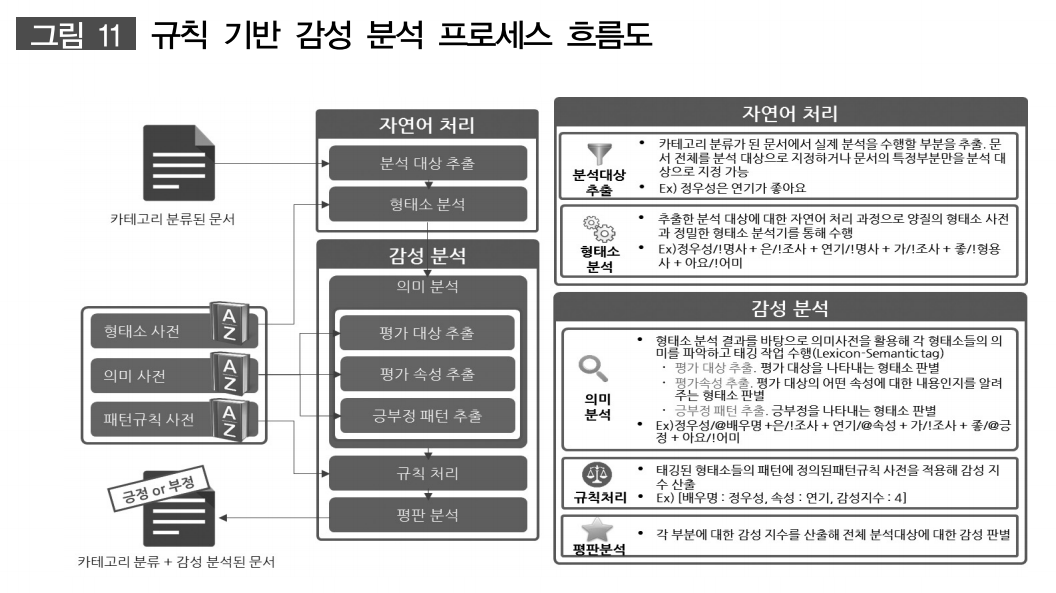 그림 11 규칙 기반 감성 분석 프로세스 흐름도
카테고리 분류된 문서
형태소 사전
A
Z
의미 사전
A
Z
패턴규칙 사전
A
Z
긍정 or 부정
카테고리 분류 + 감성 분석된 문서
자연어 처리
분석 대상 추출
형태소 분석
감성 분석
의미 분석
평가 대상 추출
평가 속성 추출
긍부정 패턴 추출
규칙 처리
평판 분석
자연어 처리
분석대상
추출
• 카테고리 분류가 된 문서에서 실제 분석을 수행할 부분을 추출. 문
서 전체를 분석 대상으로 지정하거나 문서의 특정부분만을 분석 대
상으로 지정 가능
• Ex) 정우성은 연기가 좋아요
형태소
분석
• 추출한 분석 대상에 대한 자연어 처리 과정으로 양질의 형태소 사전
과 정밀한 형태소 분석기를 통해 수행
• Ex)정우성/!명사 + 은/!조사 + 연기/!명사 + 가/!조사 + 좋/!형용
사 + 아요/!어미
감성 분석
의미
분석
• 형태소 분석 결과를 바탕으로 의미사전을 활용해 각 형태소들의 의
미를 파악하고 태깅 작업 수행(Lexicon-Semantic tag)
· 평가 대상 추출. 평가 대상을 나타내는 형태소 판별
· 평가속성 추출. 평가 대상의 어떤 속성에 대한 내용인지를 알려
주는 형태소 판별
· 긍부정 패턴 추출. 긍부정을 나타내는 형태소 판별
• Ex)정우성/@배우명 +은/!조사 + 연기/@속성 + 가/!조사 + 좋/@긍
정 + 아요/!어미
규칙처리
• 태깅된 형태소들의 패턴에 정의된패턴규칙 사전을 적용해 감성 지
수 산출
• Ex) [배우명 : 정우성, 속성 : 연기, 감성지수 : 4]
평판분석
• 각 부분에 대한 감성 지수를 산출해 전체 분석대상에 대한 감성 판별